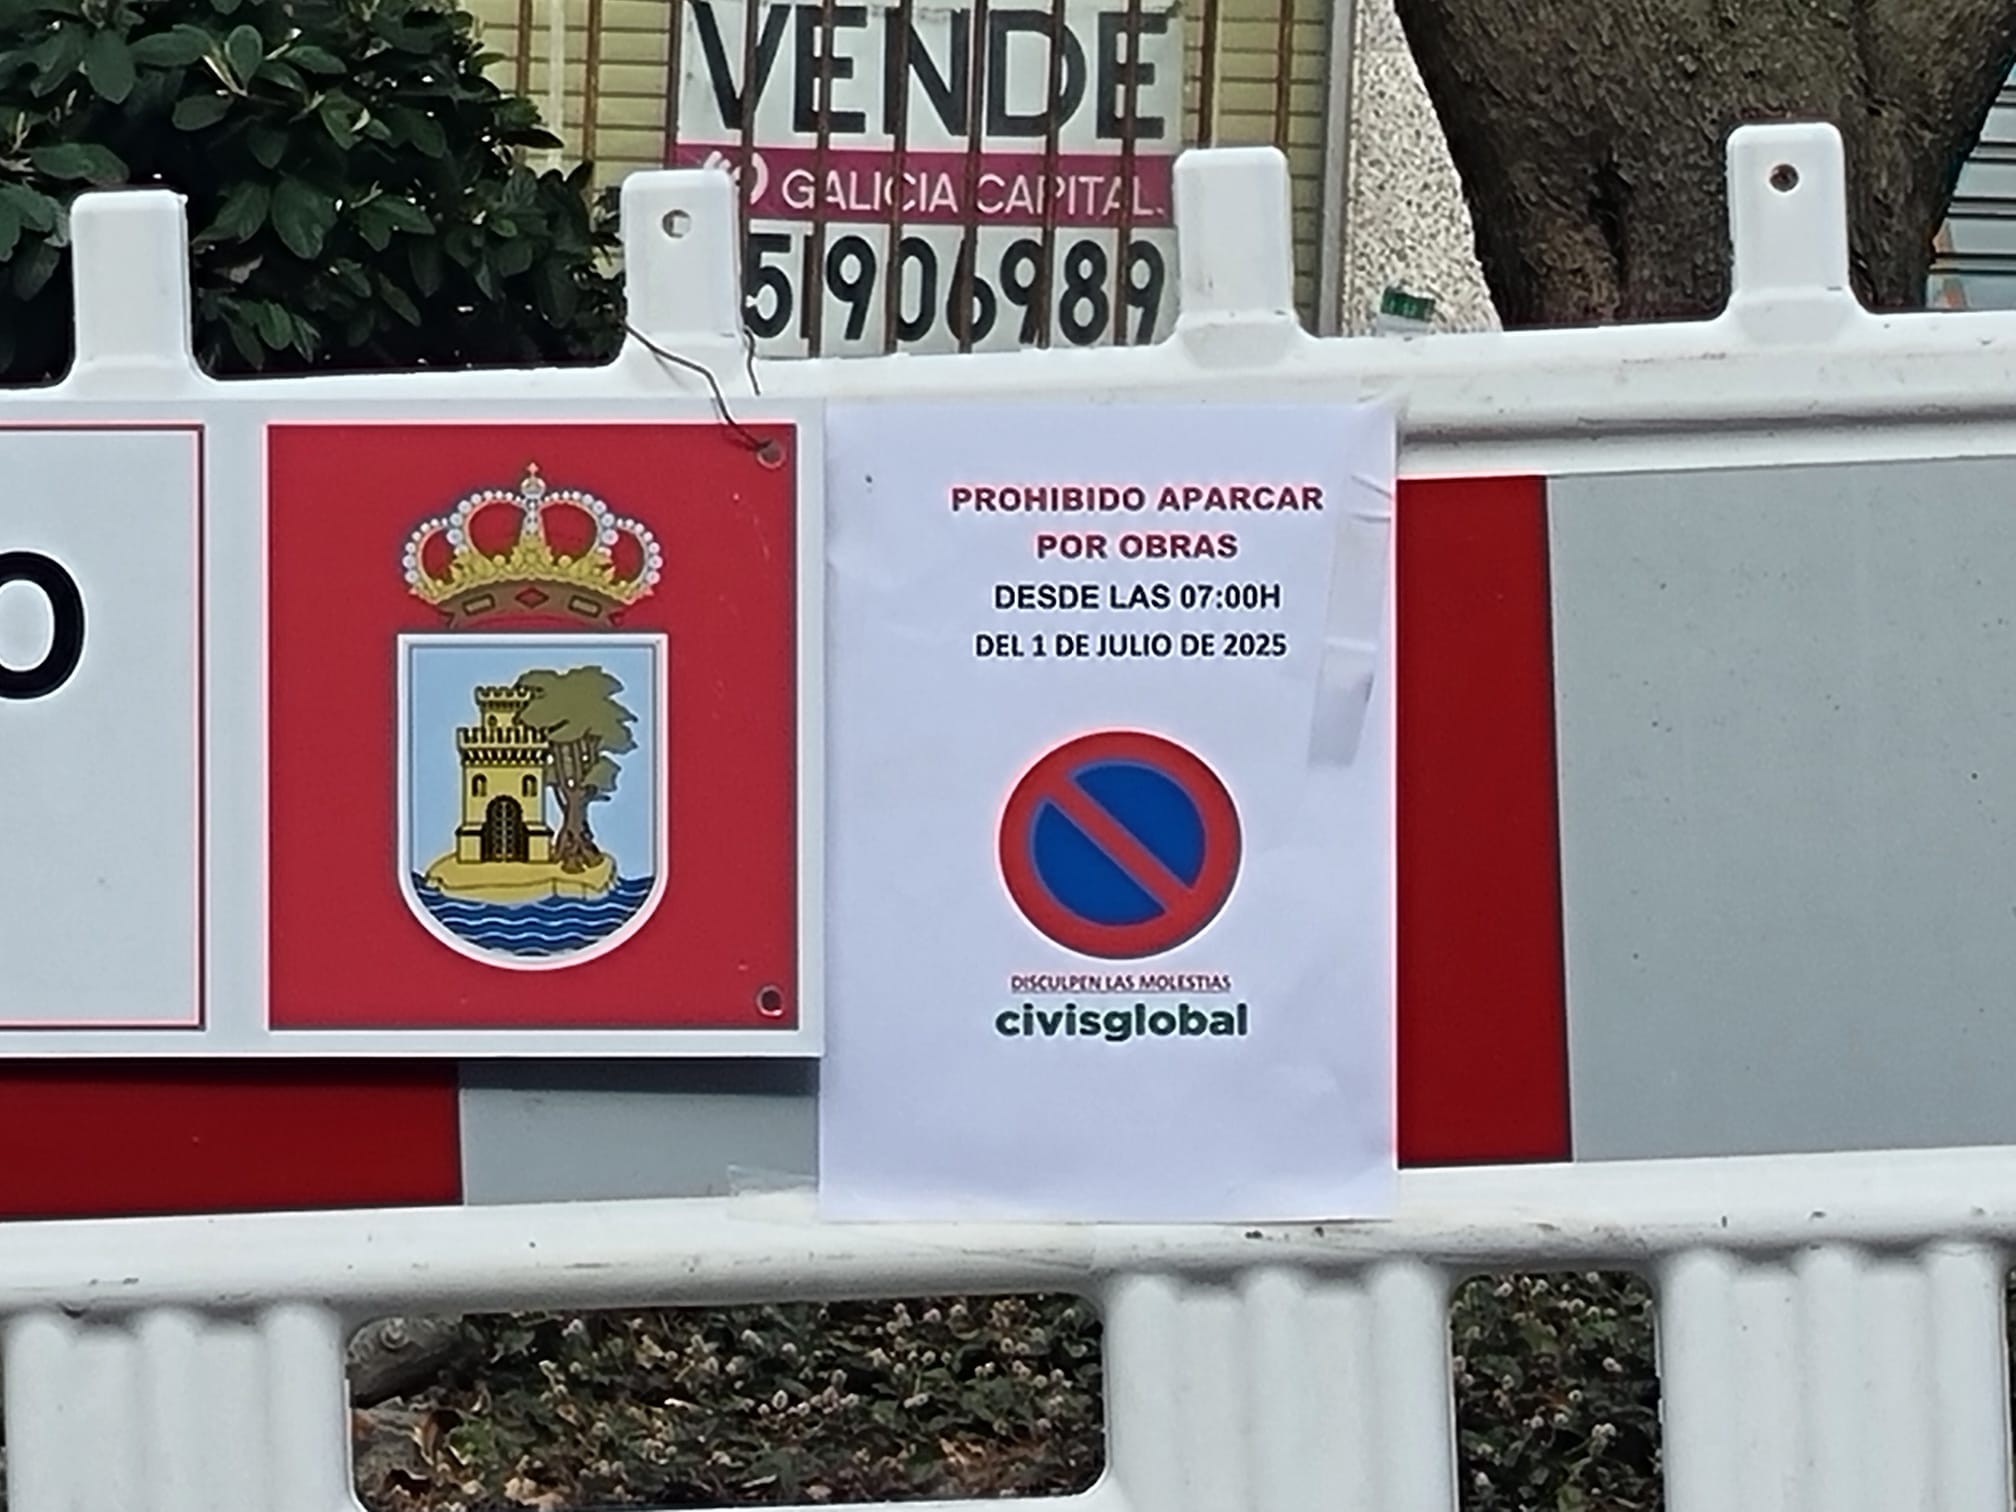 VENDE
GALICIA CAPITAL.
51906989
O
PROHIBIDO APARCAR
POR OBRAS
DESDE LAS 07:00H
DEL 1 DE JULIO DE 2025
DISCULPEN LAS MOLESTIAS
civisglobal